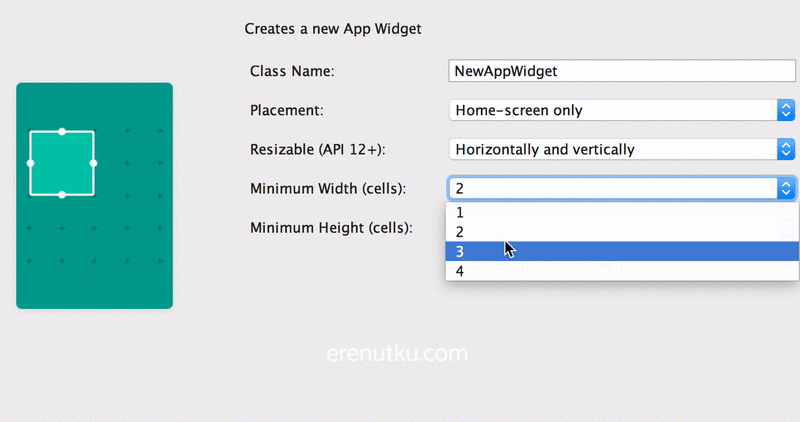 Creates a new App Widget
Class Name: NewAppWidget
Placement: Home-screen only
Resizable (API 12+): Horizontally and vertically
Minimum Width (cells): 2
1
2
Minimum Height (cells):
3
4
erenutku.com